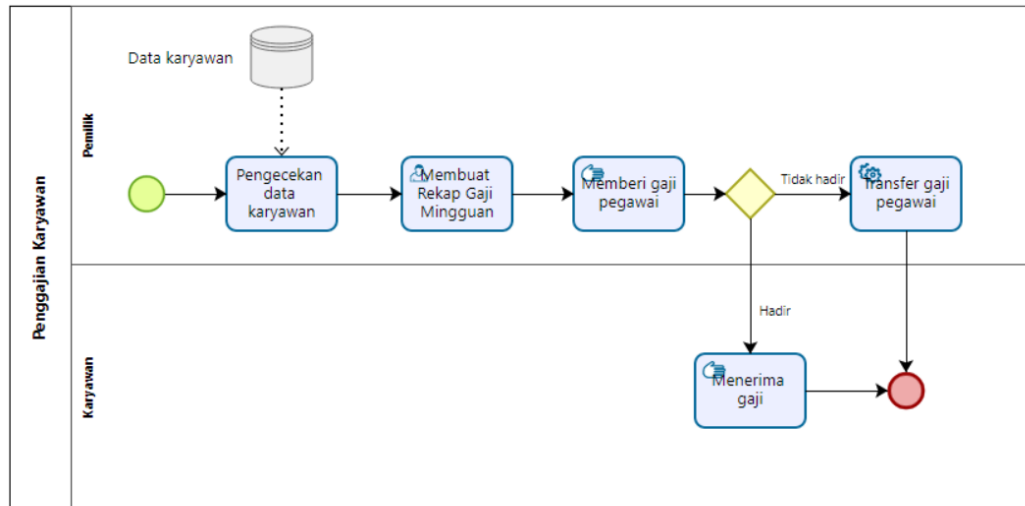 Penggajian Karyawan
Pemilik
Data karyawan
Pengecekan
data
karyawan
Membuat
Rekap Gaji
Mingguan
Memberi gaji
pegawai
Tidak hadir
Transfer gaji
pegawai
Hadir
Karyawan
Menerima
gaji